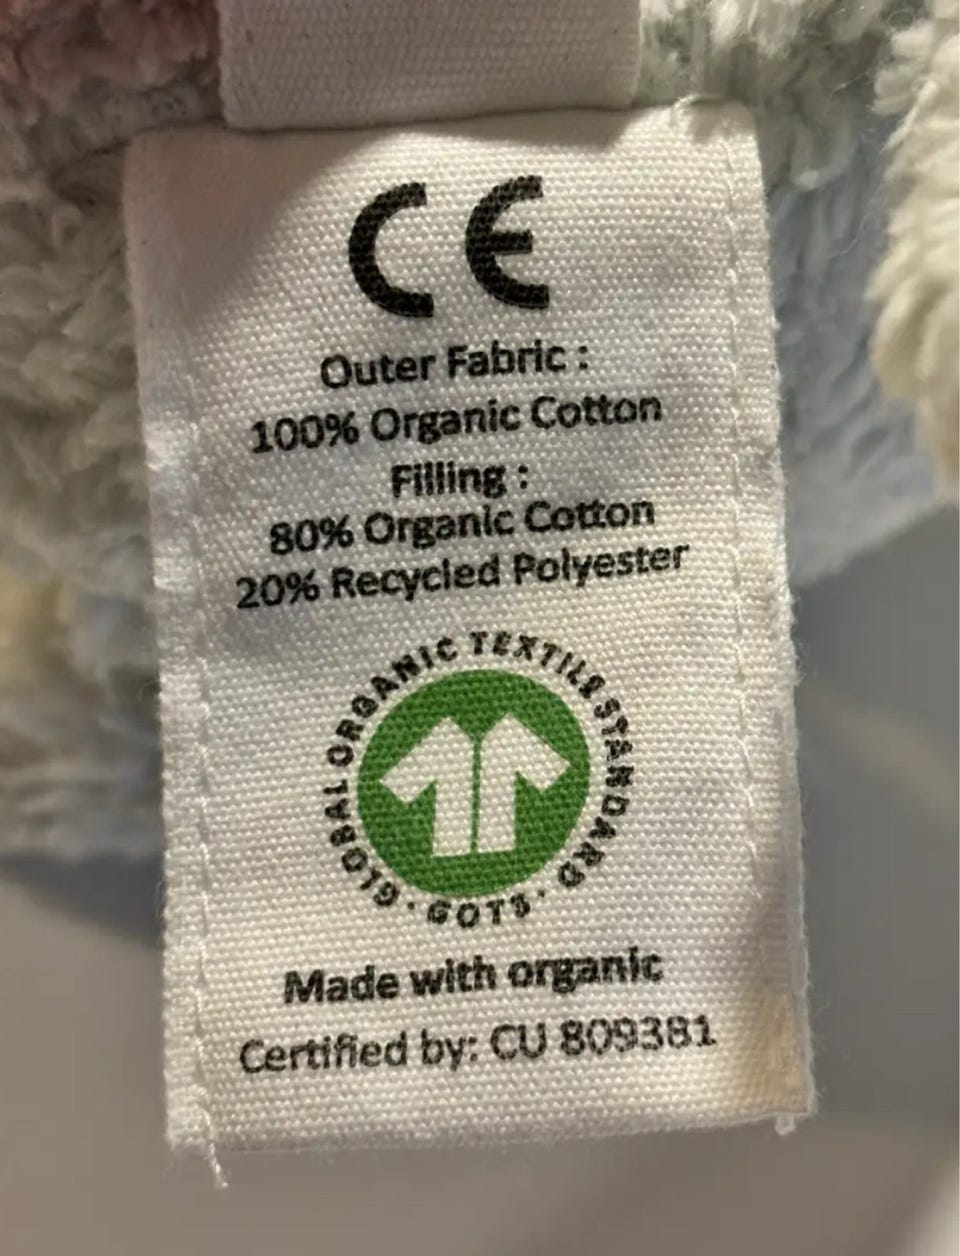 CE
Outer Fabric :
100% Organic Cotton
Filling :
80% Organic Cotton
20% Recycled Polyester
GLOBAL ORGANIC TEXTILE STANDARD · GOTS ·
Made with organic
Certified by: CU 809381